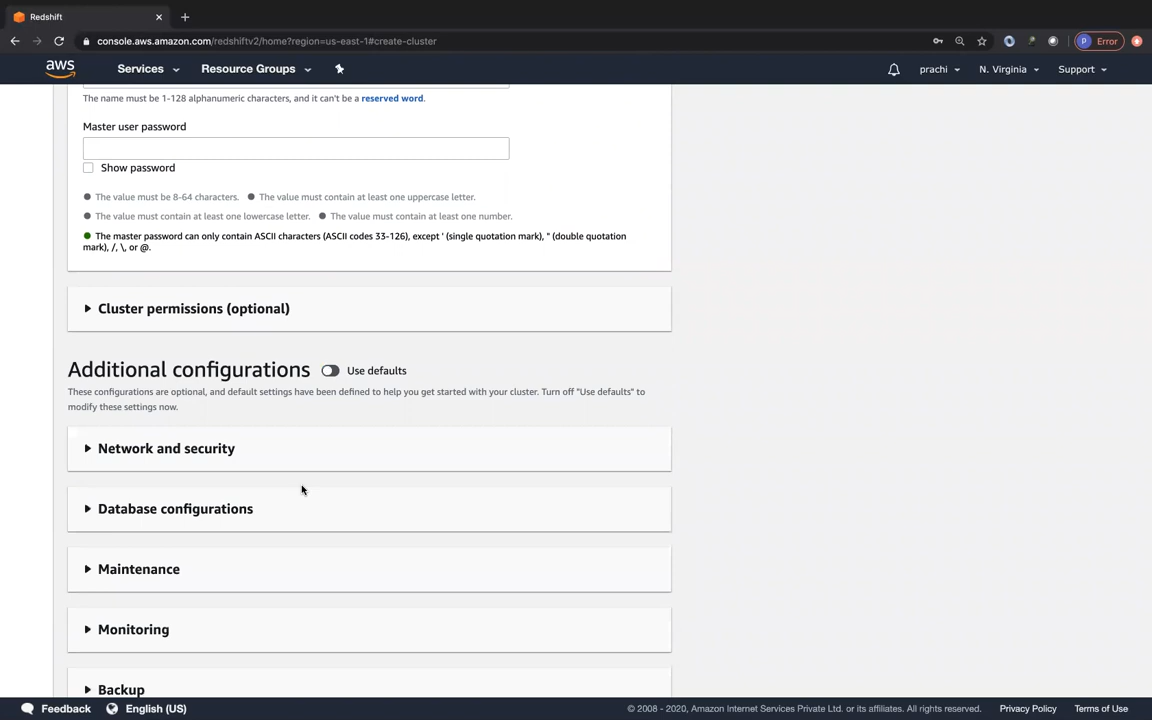 Redshift
console.aws.amazon.com/redshiftv2/home?region=us-east-1#create-cluster
P Error
aws Services Resource Groups prachi N. Virginia Support
The name must be 1-128 alphanumeric characters, and it can't be a reserved word.
Master user password
Show password
The value must be 8-64 characters. The value must contain at least one uppercase letter.
The value must contain at least one lowercase letter. The value must contain at least one number.
The master password can only contain ASCII characters (ASCII codes 33-126), except ' (single quotation mark), " (double quotation
mark), /, \, or @.
Cluster permissions (optional)
Additional configurations Use defaults
These configurations are optional, and default settings have been defined to help you get started with your cluster. Turn off "Use defaults" to
modify these settings now.
Network and security
Database configurations
Maintenance
Monitoring
Backup
Feedback English (US) © 2008 - 2020, Amazon Internet Services Private Ltd. or its affiliates. All rights reserved. Privacy Policy Terms of Use